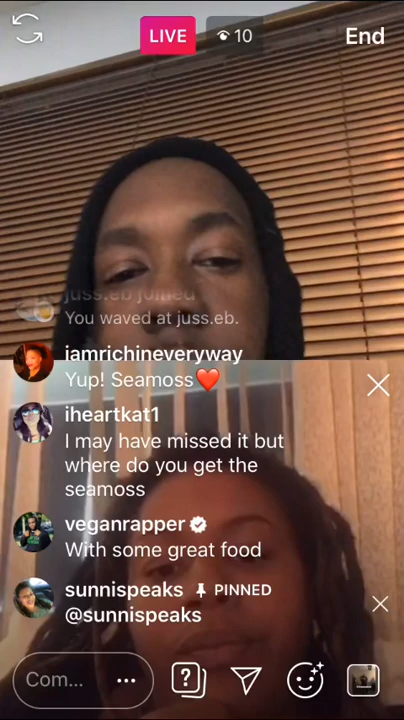 LIVE
10
End
juss.eb joined
You waved at juss.eb.
iamrichineveryway
Yup! Seamoss❤️
iheartkat1
I may have missed it but
where do you get the
seamoss
veganrapper
With some great food
sunnispeaks PINNED
@sunnispeaks
Com...